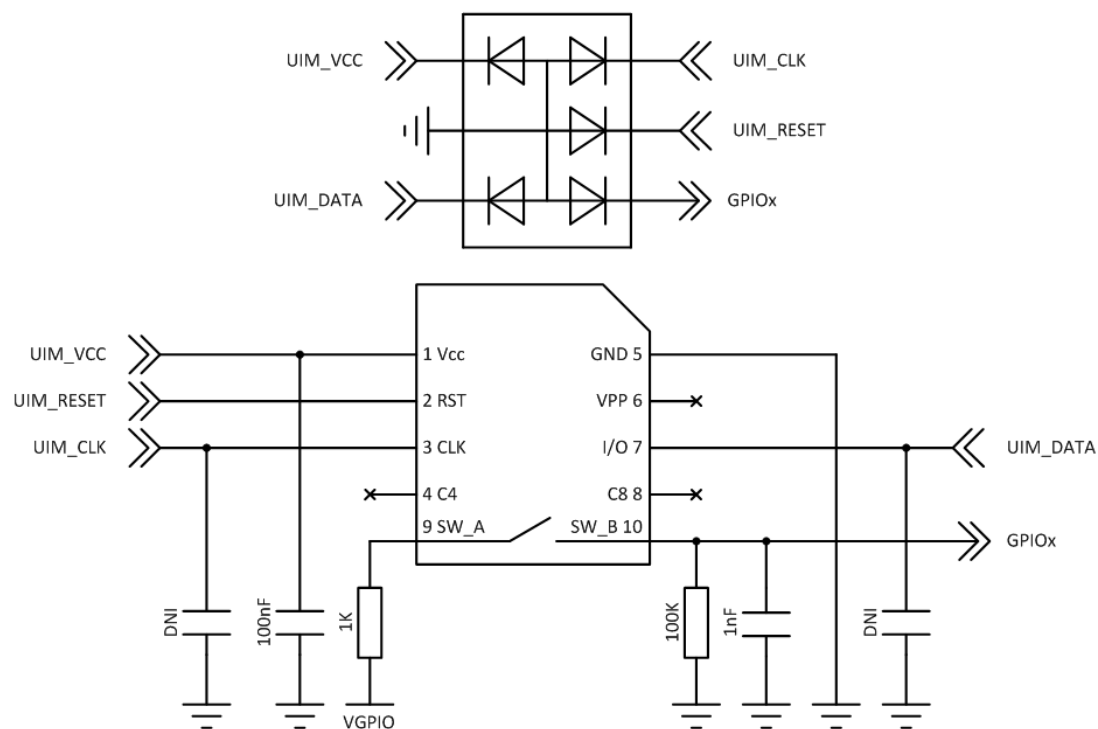 UIM_VCC
UIM_CLK
UIM_RESET
UIM_DATA
GPIOx
UIM_VCC
1 Vcc
GND 5
UIM_RESET
2 RST
VPP 6
UIM_CLK
3 CLK
I/O 7
UIM_DATA
4 C4
C8 8
9 SW_A
SW_B 10
GPIOx
DNI
100nF
1K
100K
1nF
DNI
VGPIO